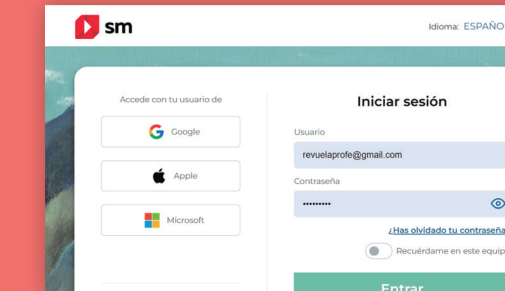 sm
Idioma: ESPAÑO
Accede con tu usuario de
Google
Apple
Microsoft
Iniciar sesión
Usuario
revuelaprofe@gmail.com
Contraseña
•••••••••
¿Has olvidado tu contraseña
Recuérdame en este equip
Entrar